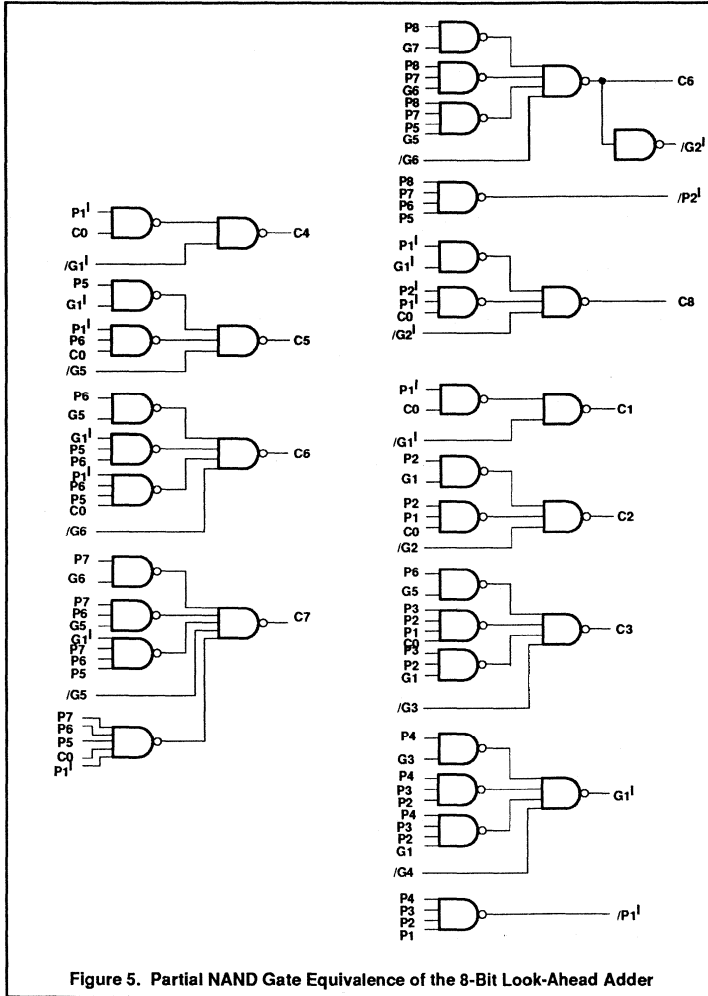 P1ᴵ
C0
/G1ᴵ
C4
P5
G1ᴵ
P1ᴵ
P6
C0
/G5
C5
P6
G5
G1ᴵ
P5
P6
P1ᴵ
P6
P5
C0
/G6
C6
P7
G6
P7
P6
G5
G1ᴵ
P7
P6
P5
/G5
P7
P6
P5
C0
P1ᴵ
C7
P8
G7
P8
P7
G6
P8
P7
P5
G5
/G6
C6
/G2ᴵ
P8
P7
P6
P5
/P2ᴵ
P1ᴵ
G1ᴵ
P2ᴵ
P1ᴵ
C0
/G2ᴵ
C8
P1ᴵ
C0
/G1ᴵ
C1
P2
G1
P2
P1
C0
/G2
C2
P6
G5
P3
P2
P1
C0
P3
P2
G1
/G3
C3
P4
G3
P4
P3
P2
P4
P3
P2
G1
/G4
G1ᴵ
P4
P3
P2
P1
/P1ᴵ
Figure 5. Partial NAND Gate Equivalence of the 8-Bit Look-Ahead Adder